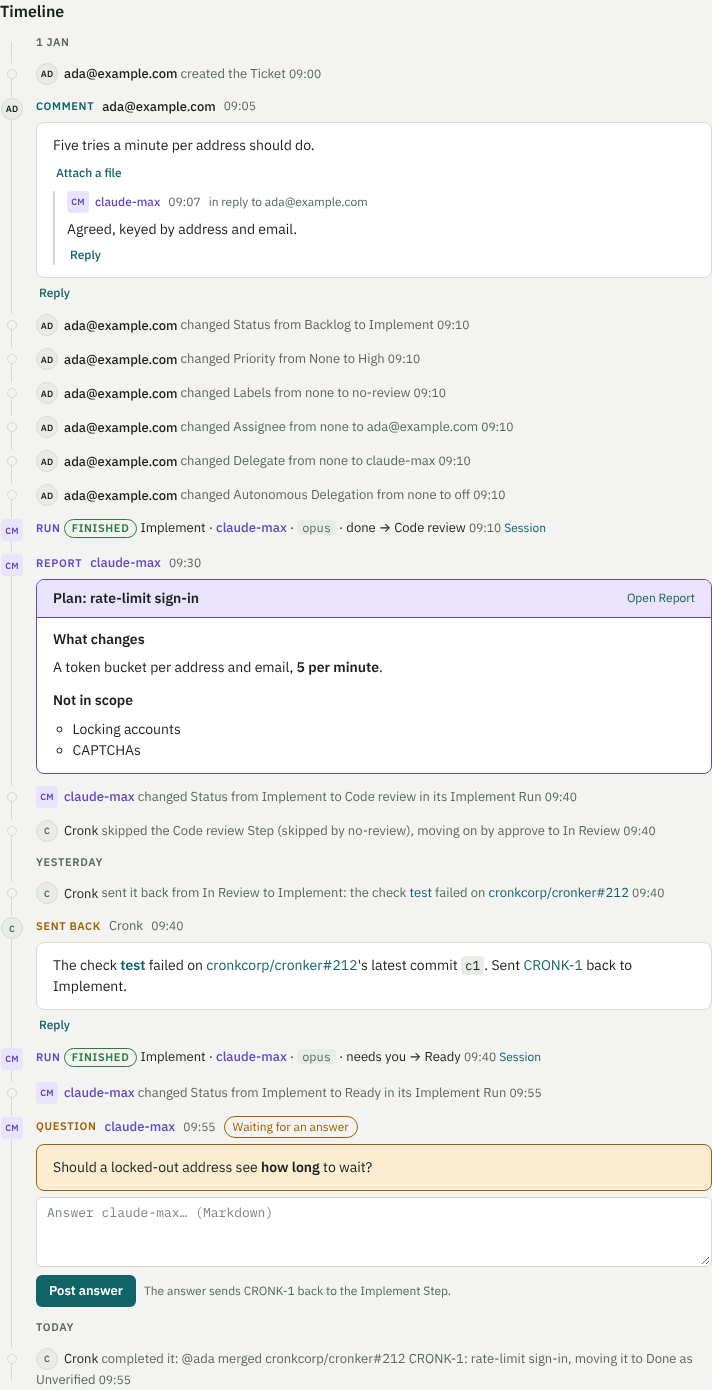 Timeline
1 JAN
AD ada@example.com created the Ticket 09:00
AD COMMENT ada@example.com 09:05
Five tries a minute per address should do.
Attach a file
CM claude-max 09:07 in reply to ada@example.com
Agreed, keyed by address and email.
Reply
Reply
AD ada@example.com changed Status from Backlog to Implement 09:10
AD ada@example.com changed Priority from None to High 09:10
AD ada@example.com changed Labels from none to no-review 09:10
AD ada@example.com changed Assignee from none to ada@example.com 09:10
AD ada@example.com changed Delegate from none to claude-max 09:10
AD ada@example.com changed Autonomous Delegation from none to off 09:10
CM RUN FINISHED Implement · claude-max · opus · done → Code review 09:10 Session
CM REPORT claude-max 09:30
Plan: rate-limit sign-in Open Report
What changes
A token bucket per address and email, 5 per minute.
Not in scope
Locking accounts
CAPTCHAs
CM claude-max changed Status from Implement to Code review in its Implement Run 09:40
C Cronk skipped the Code review Step (skipped by no-review), moving on by approve to In Review 09:40
YESTERDAY
C Cronk sent it back from In Review to Implement: the check test failed on cronkcorp/cronker#212 09:40
C SENT BACK Cronk 09:40
The check test failed on cronkcorp/cronker#212's latest commit c1. Sent CRONK-1 back to
Implement.
Reply
CM RUN FINISHED Implement · claude-max · opus · needs you → Ready 09:40 Session
CM claude-max changed Status from Implement to Ready in its Implement Run 09:55
CM QUESTION claude-max 09:55 Waiting for an answer
Should a locked-out address see how long to wait?
Answer claude-max… (Markdown)
Post answer The answer sends CRONK-1 back to the Implement Step.
TODAY
C Cronk completed it: @ada merged cronkcorp/cronker#212 CRONK-1: rate-limit sign-in, moving it to Done as
Unverified 09:55